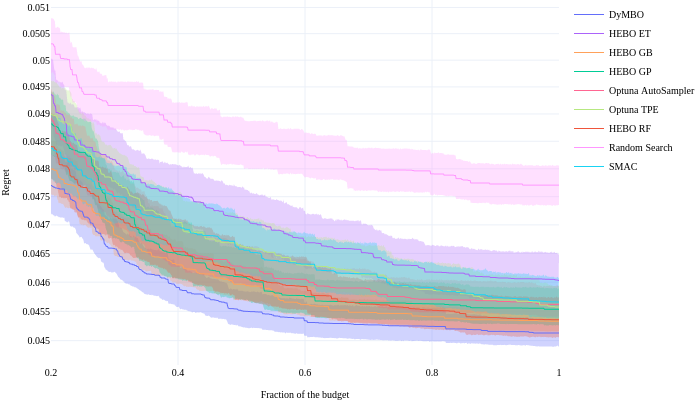 0.051
0.0505
0.05
0.0495
0.049
0.0485
0.048
0.0475
0.047
0.0465
0.046
0.0455
0.045
Regret
0.2 0.4 0.6 0.8 1
Fraction of the budget
DyMBO
HEBO ET
HEBO GB
HEBO GP
Optuna AutoSampler
Optuna TPE
HEBO RF
Random Search
SMAC